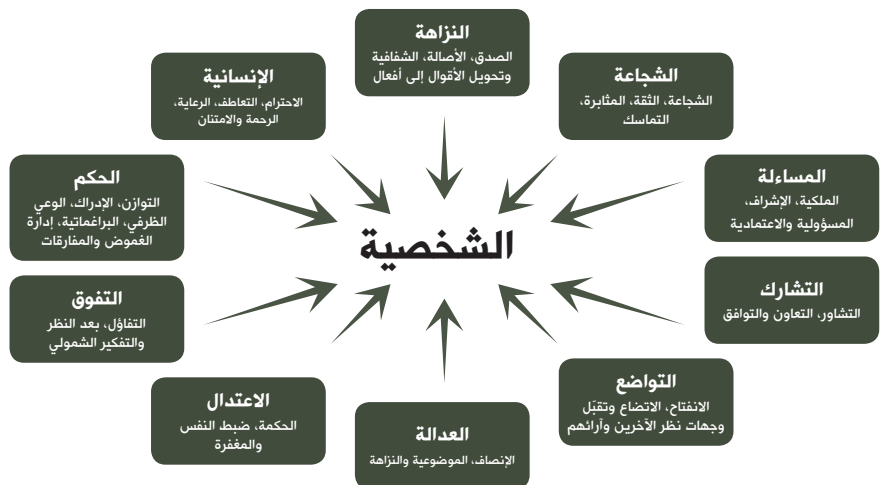 النزاهة
الصدق، الأصالة، الشفافية
وتحويل الأقوال إلى أفعال
الشجاعة
الشجاعة، الثقة، المثابرة،
التماسك
المساءلة
الملكية، الإشراف،
المسؤولية والاعتمادية
التشارك
التشاور، التعاون والتوافق
التواضع
الانفتاح، الاتضاع وتقبّل
وجهات نظر الآخرين وآرائهم
العدالة
الإنصاف، الموضوعية والنزاهة
الاعتدال
الحكمة، ضبط النفس
والمغفرة
التفوق
التفاؤل، بعد النظر
والتفكير الشمولي
الحكم
التوازن، الإدراك، الوعي
الظرفي، البراغماتية، إدارة
الغموض والمفارقات
الإنسانية
الاحترام، التعاطف، الرعاية،
الرحمة والامتنان
الشخصية